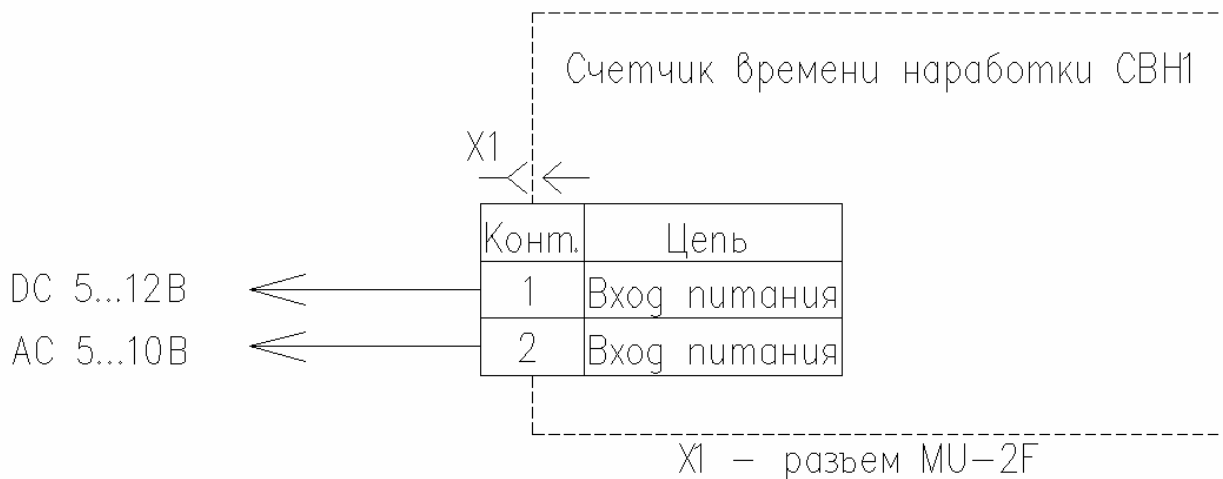 Счетчик времени наработки СВН1
X1
Конт. Цепь
DC 5...12В
1 Вход питания
AC 5...10В
2 Вход питания
X1 – разъем MU–2F